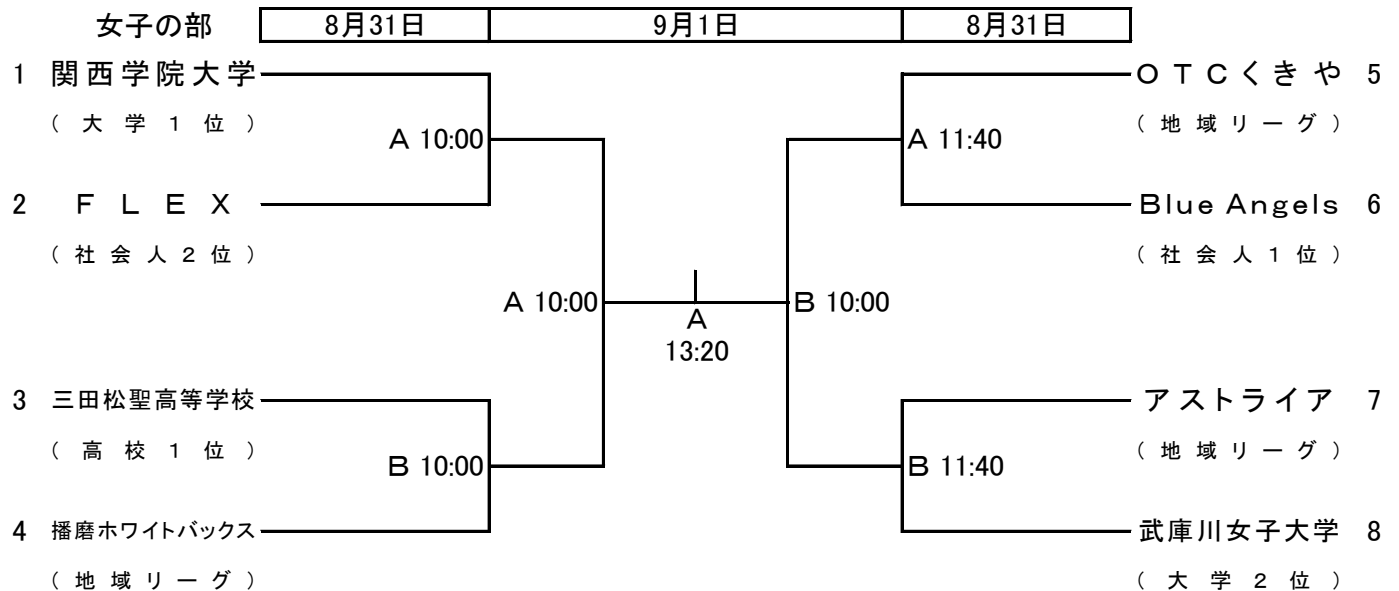 女子の部 8月31日 9月1日 8月31日
1 関西学院大学 OTCくきや 5
(大学1位) (地域リーグ)
A 10:00 A 11:40
2 FLEX Blue Angels 6
(社会人2位) (社会人1位)
A 10:00 B 10:00
A
13:20
3 三田松聖高等学校 アストライア 7
(高校1位) (地域リーグ)
B 10:00 B 11:40
4 播磨ホワイトバックス 武庫川女子大学 8
(地域リーグ) (大学2位)